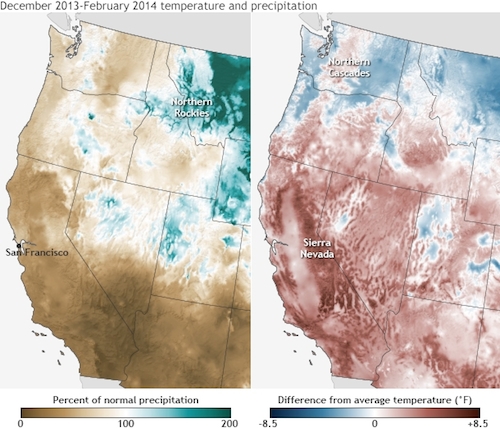 December 2013-February 2014 temperature and precipitation
Northern
Rockies
San Francisco
Northern
Cascades
Sierra
Nevada
Percent of normal precipitation
0 100 200
Difference from average temperature (°F)
-8.5 0 +8.5